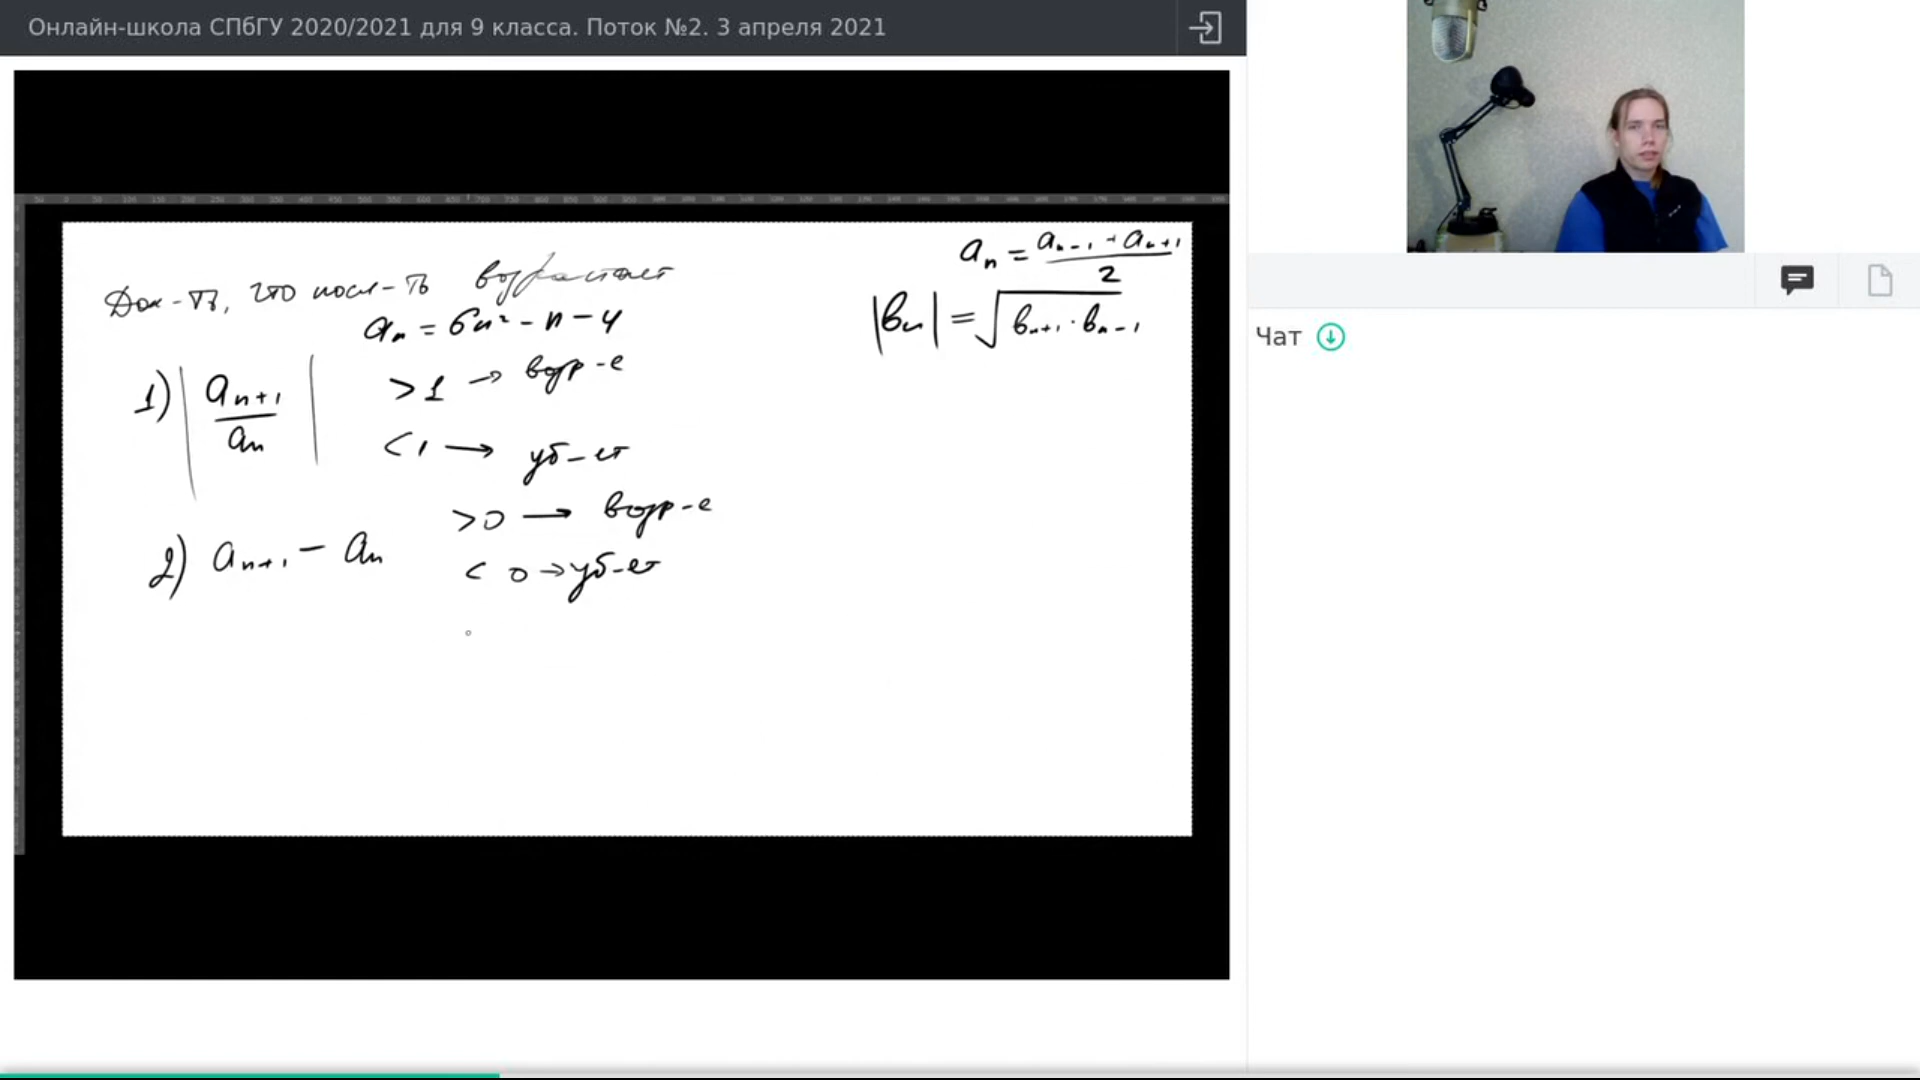 Онлайн-школа СПбГУ 2020/2021 для 9 класса. Поток №2. 3 апреля 2021
Док-ть, что посл-ть возрастает
aₙ = 6n² - n - 4
1) | aₙ₊₁ / aₙ | > 1 → возр-е
< 1 → уб-ет
2) aₙ₊₁ - aₙ > 0 → возр-е
< 0 → уб-ет
aₙ = (aₙ₋₁ + aₙ₊₁) / 2
|bₙ| = √(bₙ₊₁ · bₙ₋₁)
Чат